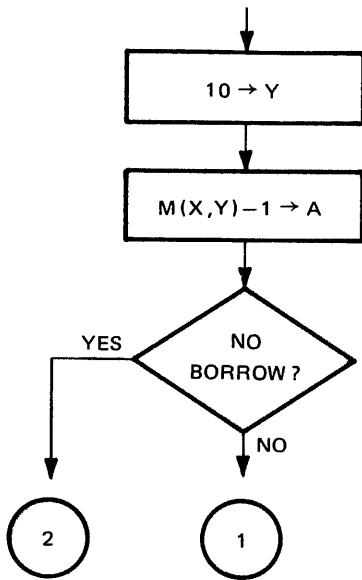 10 → Y
M(X,Y)−1 → A
YES
NO
BORROW?
NO
2
1